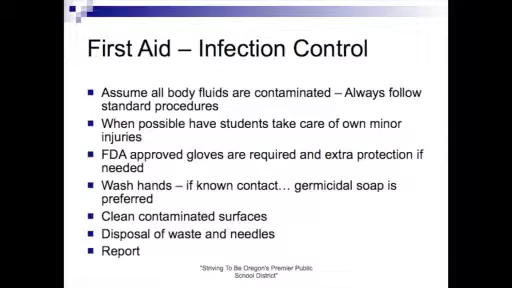 First Aid – Infection Control
Assume all body fluids are contaminated – Always follow
standard procedures
When possible have students take care of own minor
injuries
FDA approved gloves are required and extra protection if
needed
Wash hands – if known contact… germicidal soap is
preferred
Clean contaminated surfaces
Disposal of waste and needles
Report
"Striving To Be Oregon's Premier Public
School District"